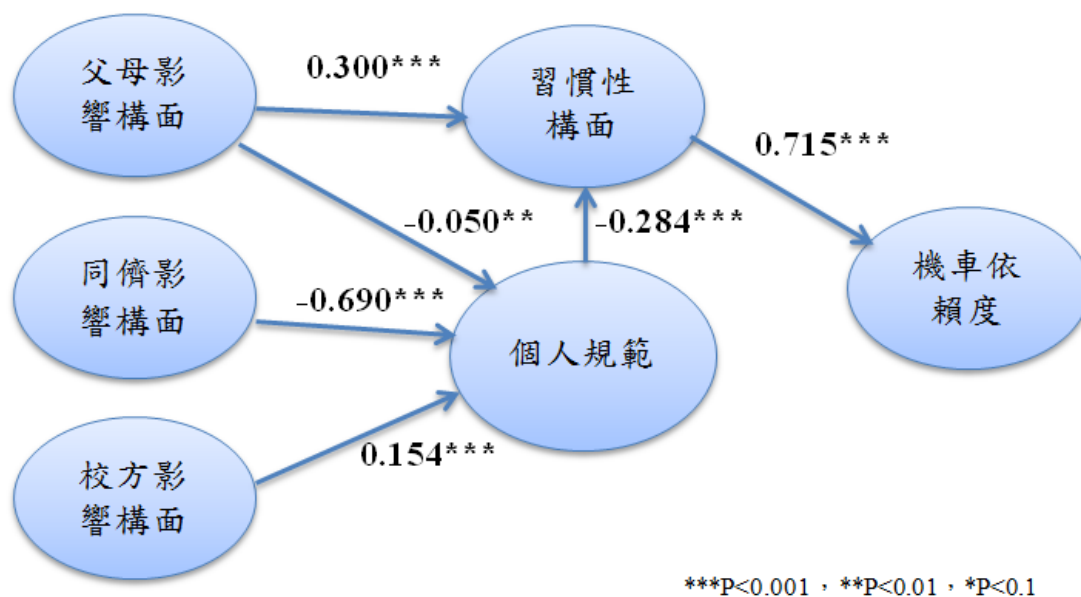 父母影
響構面
0.300***
習慣性
構面
0.715***
-0.050**
-0.284***
同儕影
響構面
-0.690***
個人規範
機車依
賴度
0.154***
校方影
響構面
***P<0.001，**P<0.01，*P<0.1